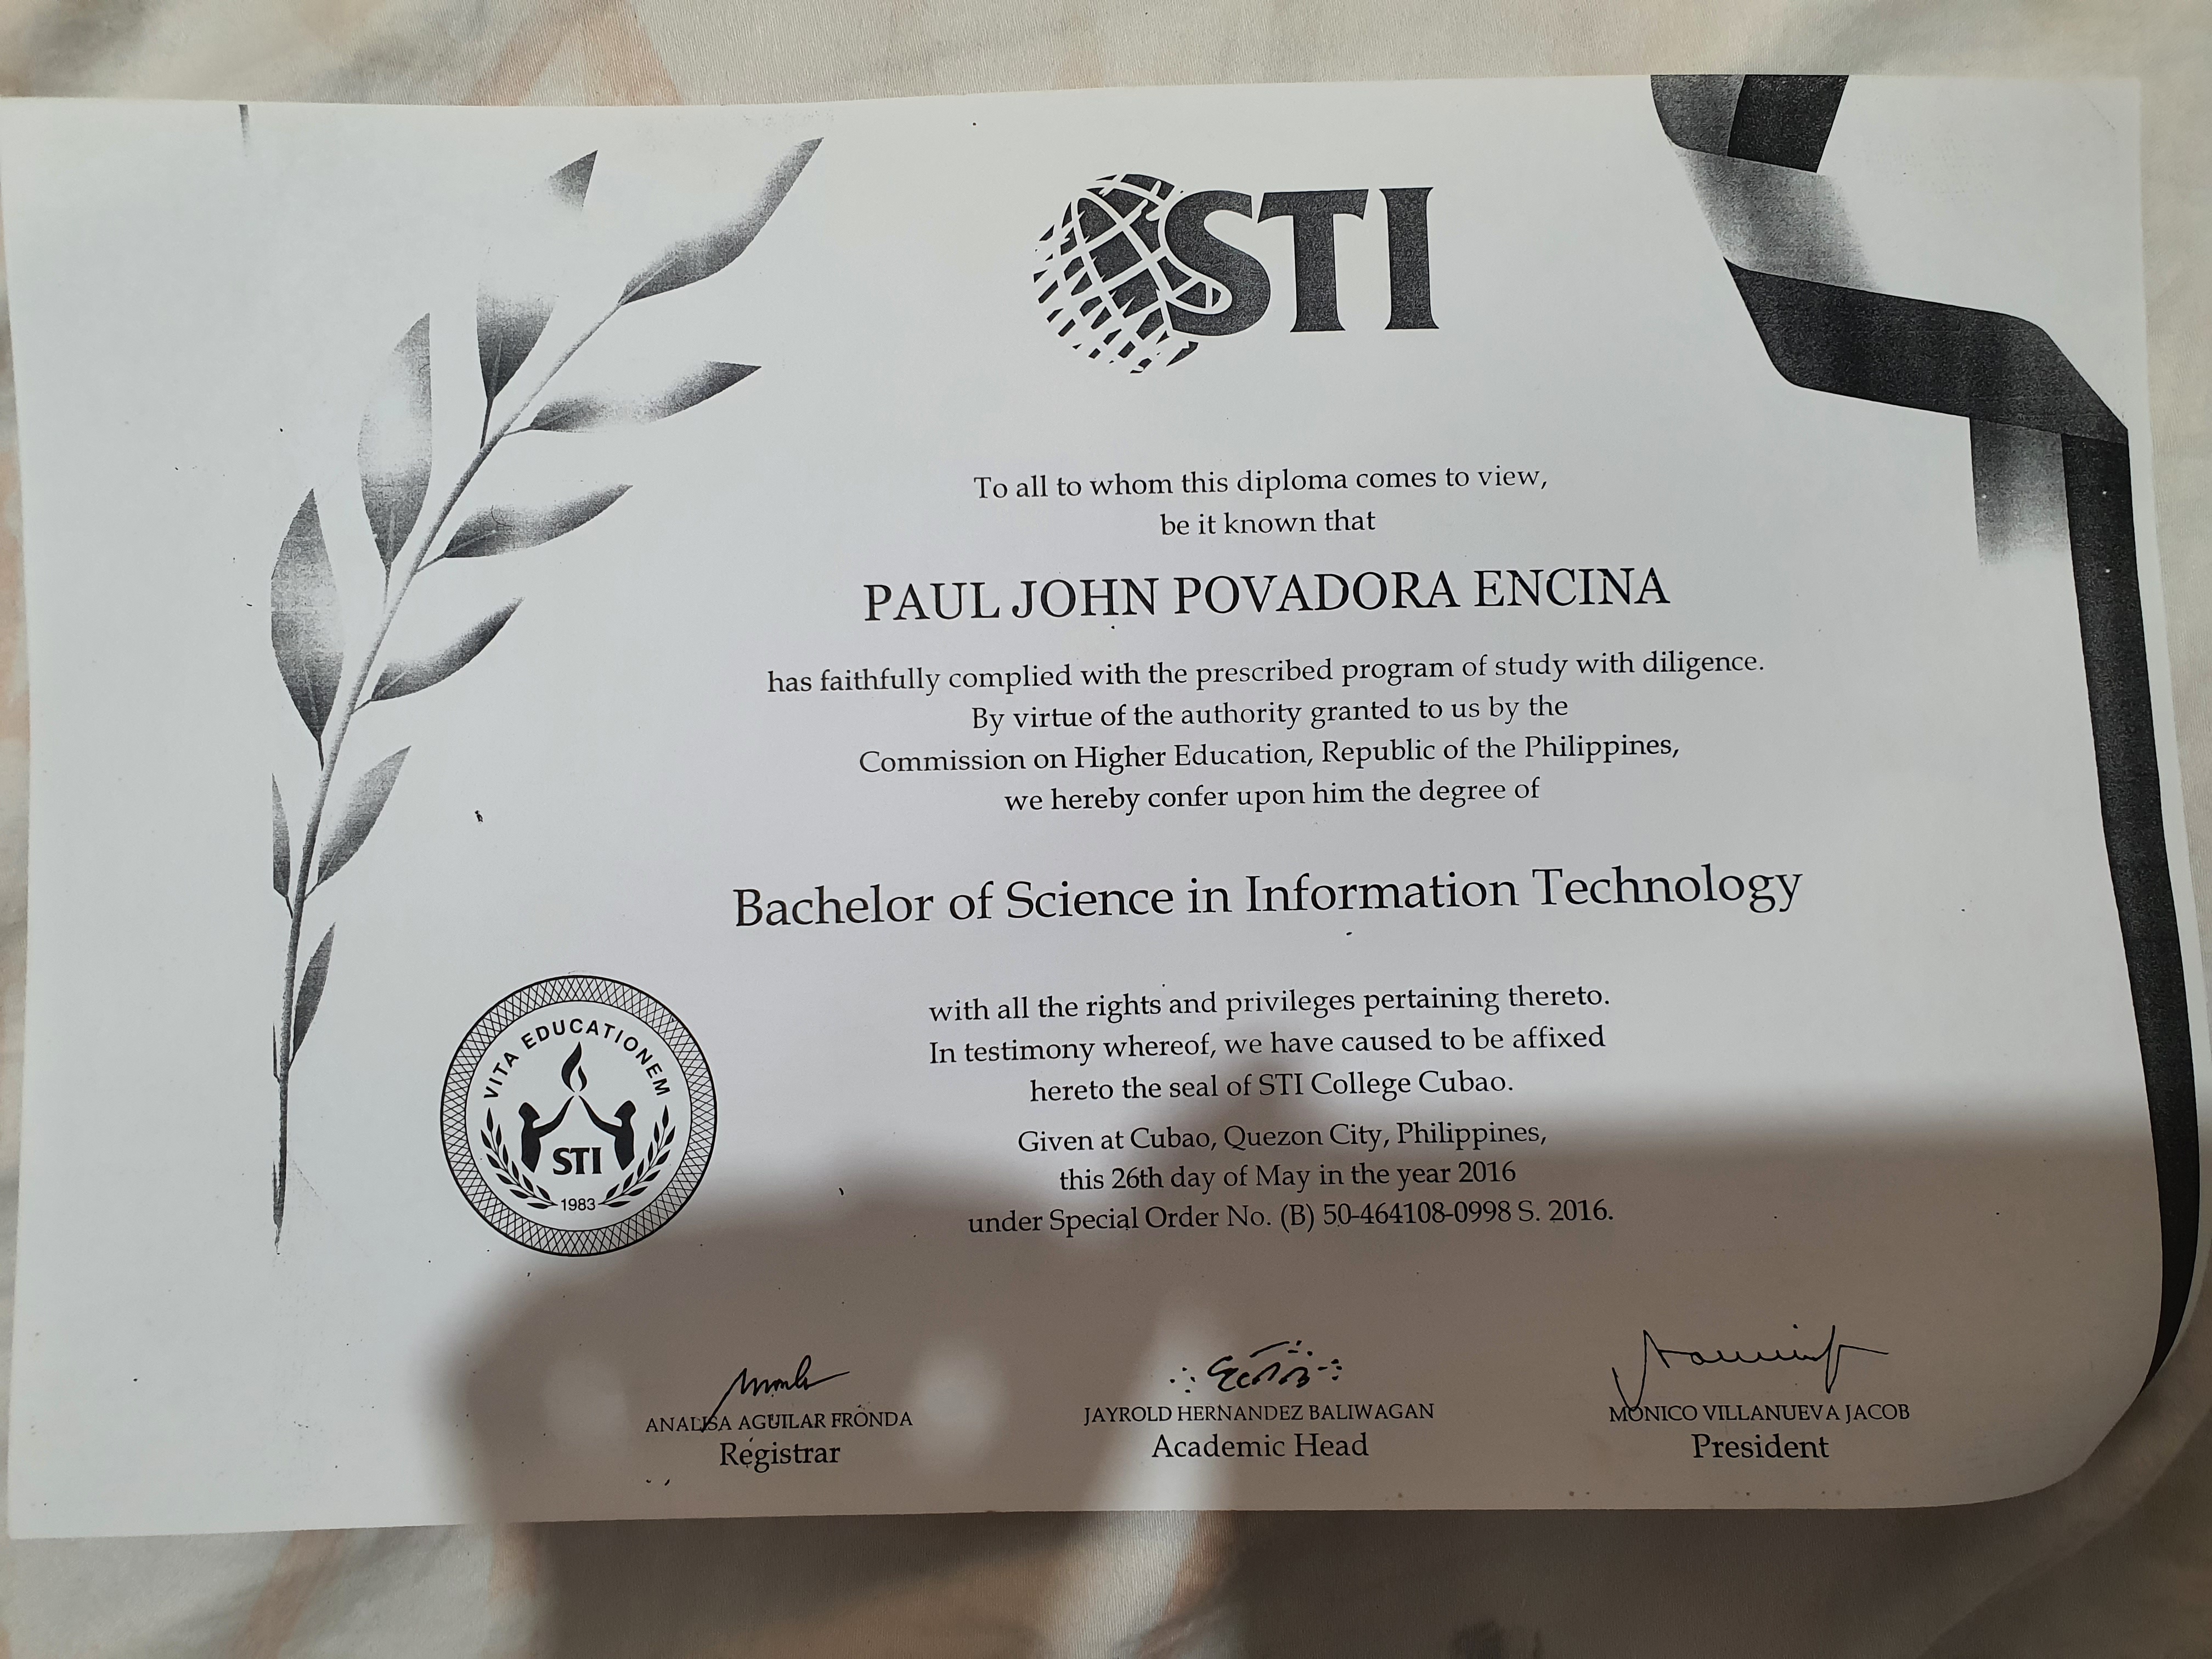 STI
To all to whom this diploma comes to view,
be it known that
PAUL JOHN POVADORA ENCINA
has faithfully complied with the prescribed program of study with diligence.
By virtue of the authority granted to us by the
Commission on Higher Education, Republic of the Philippines,
we hereby confer upon him the degree of
Bachelor of Science in Information Technology
with all the rights and privileges pertaining thereto.
In testimony whereof, we have caused to be affixed
hereto the seal of STI College Cubao.
Given at Cubao, Quezon City, Philippines,
this 26th day of May in the year 2016
under Special Order No. (B) 50-464108-0998 S. 2016.
VITA EDUCATIONEM
STI
1983
ANALISA AGUILAR FRONDA
Registrar
JAYROLD HERNANDEZ BALIWAGAN
Academic Head
MONICO VILLANUEVA JACOB
President